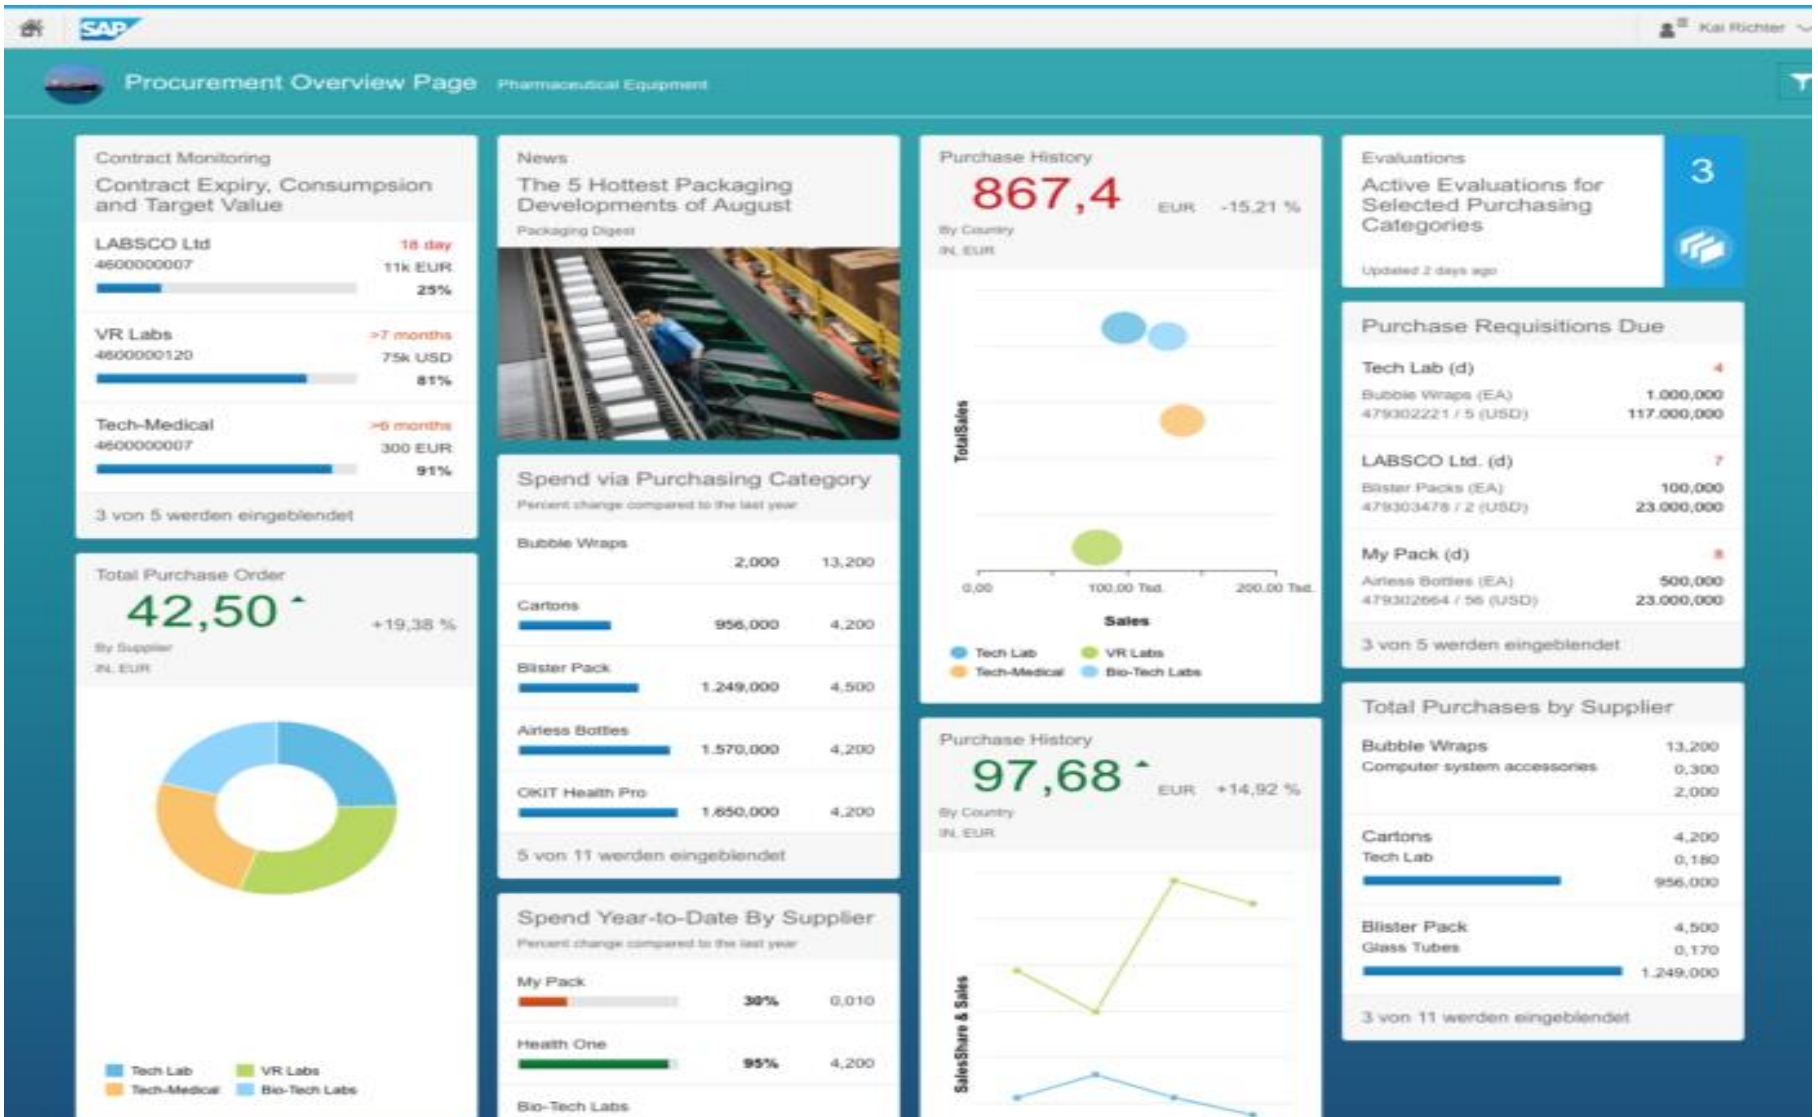 SAP
Kai Richter
Procurement Overview Page Pharmaceutical Equipment
Contract Monitoring
Contract Expiry, Consumpsion
and Target Value
LABSCO Ltd 18 day
4600000007 11k EUR
25%
VR Labs >7 months
4600000120 75k USD
81%
Tech-Medical >6 months
4600000007 300 EUR
91%
3 von 5 werden eingeblendet
Total Purchase Order
42,50 +19,38 %
By Supplier
IN, EUR
Tech Lab VR Labs
Tech-Medical Bio-Tech Labs
News
The 5 Hottest Packaging
Developments of August
Packaging Digest
Spend via Purchasing Category
Percent change compared to the last year
Bubble Wraps
2,000 13,200
Cartons
956,000 4,200
Blister Pack
1.249,000 4,500
Airless Bottles
1.570,000 4,200
OKIT Health Pro
1.650,000 4,200
5 von 11 werden eingeblendet
Spend Year-to-Date By Supplier
Percent change compared to the last year
My Pack
30% 0,010
Health One
95% 4,200
Bio-Tech Labs
Purchase History
867,4 EUR -15,21 %
By Country
IN, EUR
TotalSales
0,00 100,00 Tsd. 200,00 Tsd.
Sales
Tech Lab VR Labs
Tech-Medical Bio-Tech Labs
Purchase History
97,68 EUR +14,92 %
By Country
IN, EUR
SalesShare & Sales
Evaluations
3
Active Evaluations for
Selected Purchasing
Categories
Updated 2 days ago
Purchase Requisitions Due
Tech Lab (d) 4
Bubble Wraps (EA) 1.000,000
479302221 / 5 (USD) 117.000,000
LABSCO Ltd. (d) 7
Blister Packs (EA) 100,000
479303478 / 2 (USD) 23.000,000
My Pack (d) 8
Airless Bottles (EA) 500,000
479302664 / 56 (USD) 23.000,000
3 von 5 werden eingeblendet
Total Purchases by Supplier
Bubble Wraps 13,200
Computer system accessories 0,300
2,000
Cartons 4,200
Tech Lab 0,180
956,000
Blister Pack 4,500
Glass Tubes 0,170
1.249,000
3 von 11 werden eingeblendet